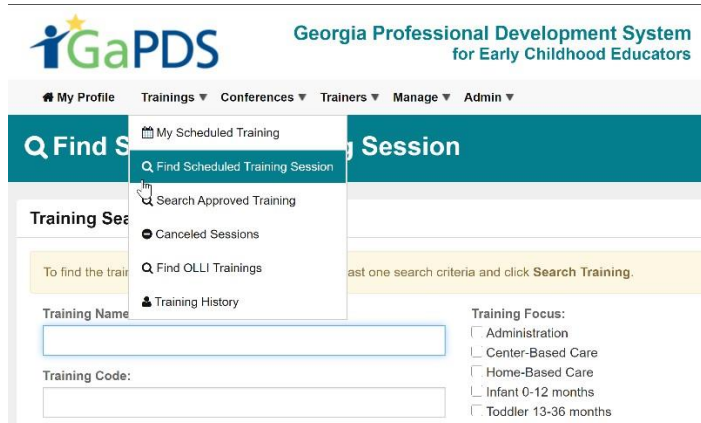 GaPDS
Georgia Professional Development System
for Early Childhood Educators
My Profile Trainings ▼ Conferences ▼ Trainers ▼ Manage ▼ Admin ▼
My Scheduled Training
Find Scheduled Training Session
Search Approved Training
Canceled Sessions
Find OLLI Trainings
Training History
Find S Session
Training Sea
To find the trai ast one search criteria and click Search Training.
Training Name
Training Code:
Training Focus:
Administration
Center-Based Care
Home-Based Care
Infant 0-12 months
Toddler 13-36 months